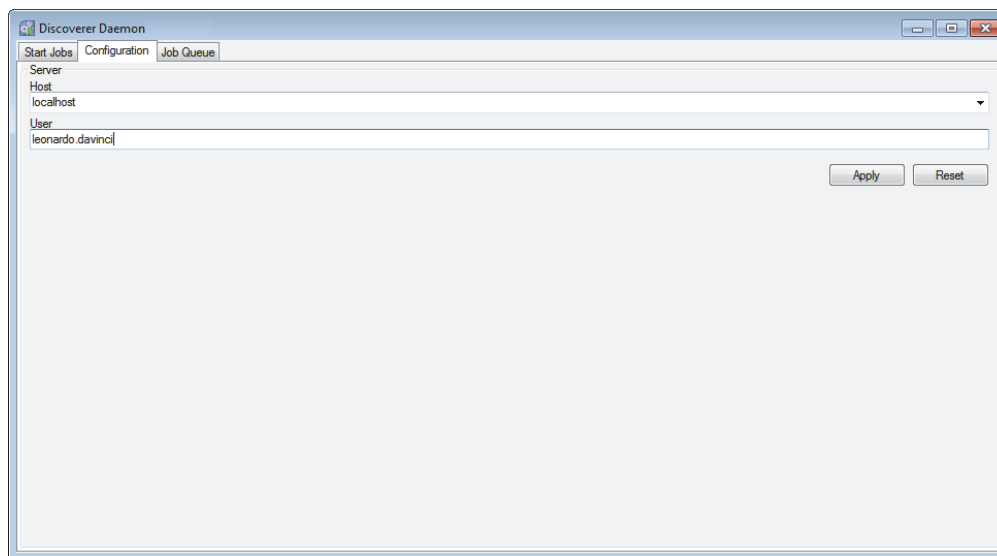 Discoverer Daemon
Start Jobs Configuration Job Queue
Server
Host
localhost
User
leonardo.davinci
Apply Reset